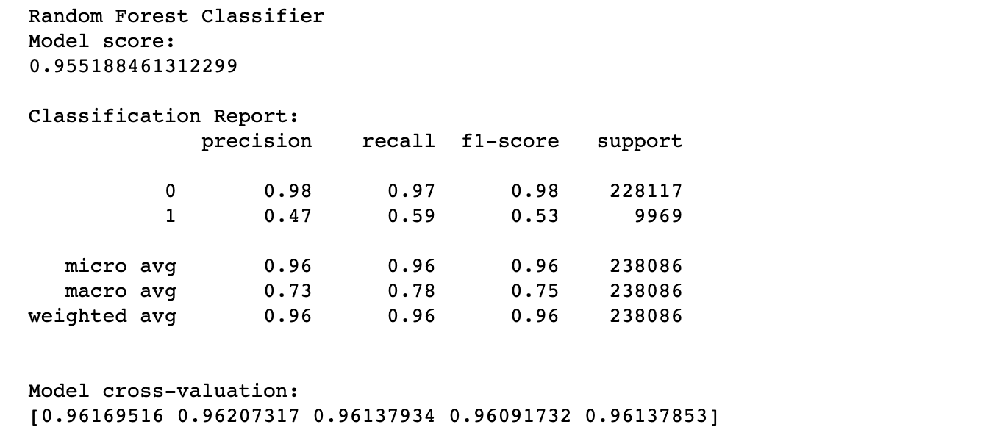 Random Forest Classifier
Model score:
0.955188461312299
Classification Report:
precision recall f1-score support
0 0.98 0.97 0.98 228117
1 0.47 0.59 0.53 9969
micro avg 0.96 0.96 0.96 238086
macro avg 0.73 0.78 0.75 238086
weighted avg 0.96 0.96 0.96 238086
Model cross-valuation:
[0.96169516 0.96207317 0.96137934 0.96091732 0.96137853]